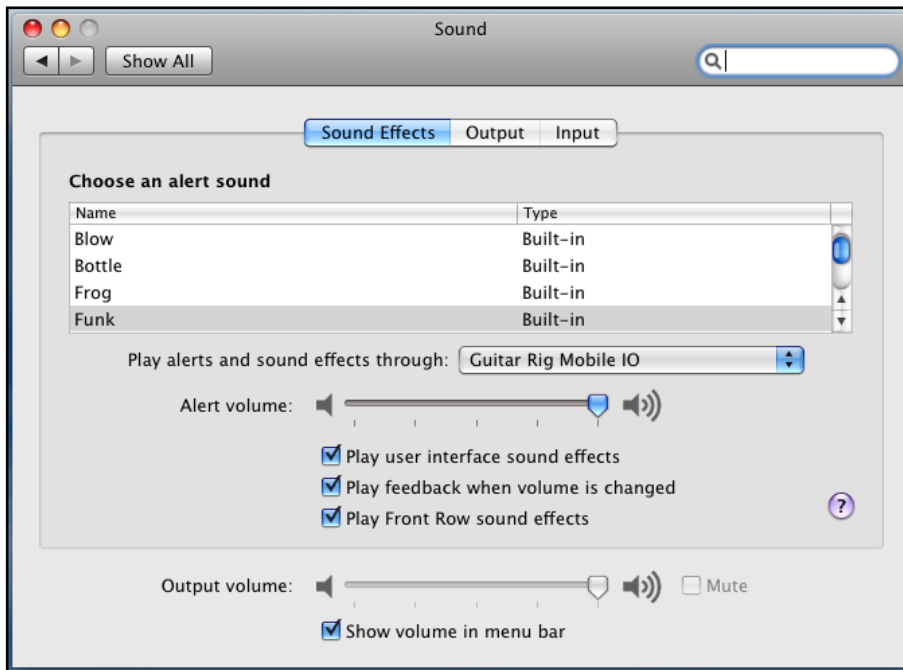 Sound
Show All
Sound Effects Output Input
Choose an alert sound
Name Type
Blow Built-in
Bottle Built-in
Frog Built-in
Funk Built-in
Play alerts and sound effects through: Guitar Rig Mobile IO
Alert volume:
Play user interface sound effects
Play feedback when volume is changed
Play Front Row sound effects
?
Output volume: Mute
Show volume in menu bar